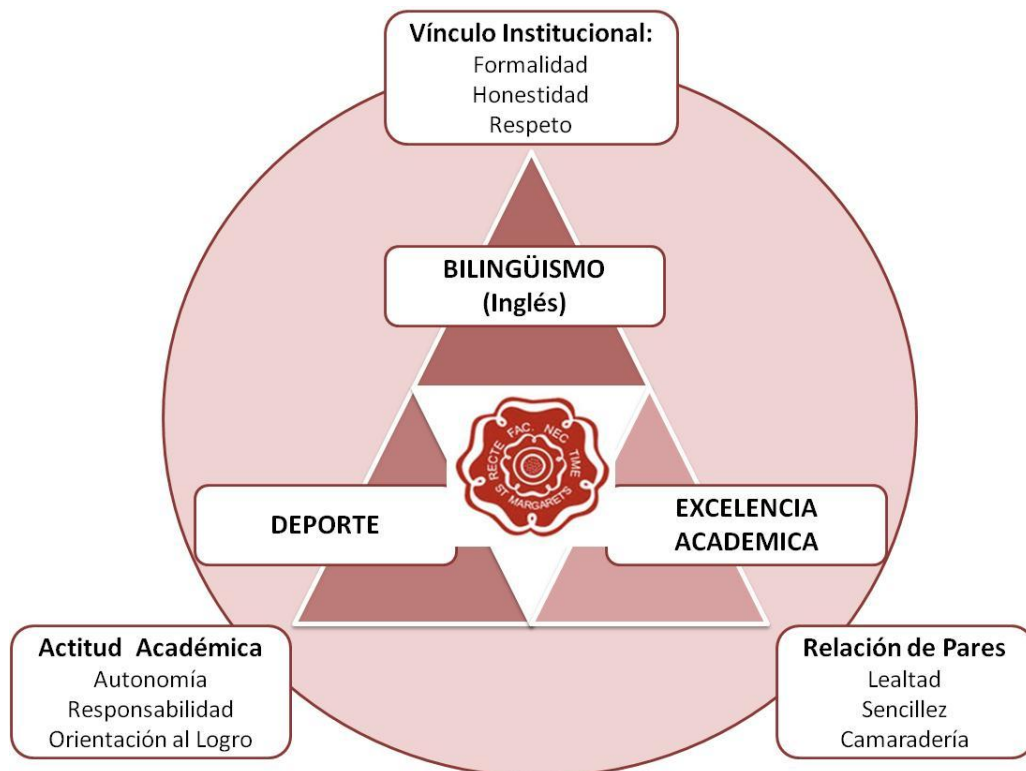 Vínculo Institucional:
Formalidad
Honestidad
Respeto
BILINGÜISMO
(Inglés)
RECTE FAC. NEC TIME
ST MARGARET'S
DEPORTE
EXCELENCIA
ACADEMICA
Actitud Académica
Autonomía
Responsabilidad
Orientación al Logro
Relación de Pares
Lealtad
Sencillez
Camaradería